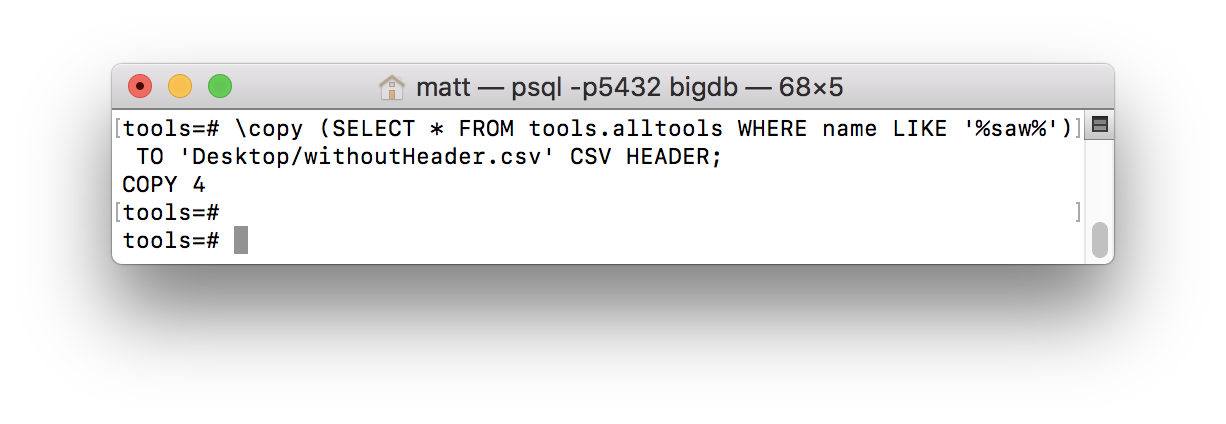 matt — psql -p5432 bigdb — 68×5
[tools=# \copy (SELECT * FROM tools.alltools WHERE name LIKE '%saw%')]
TO 'Desktop/withoutHeader.csv' CSV HEADER;
COPY 4
[tools=# ]
tools=#